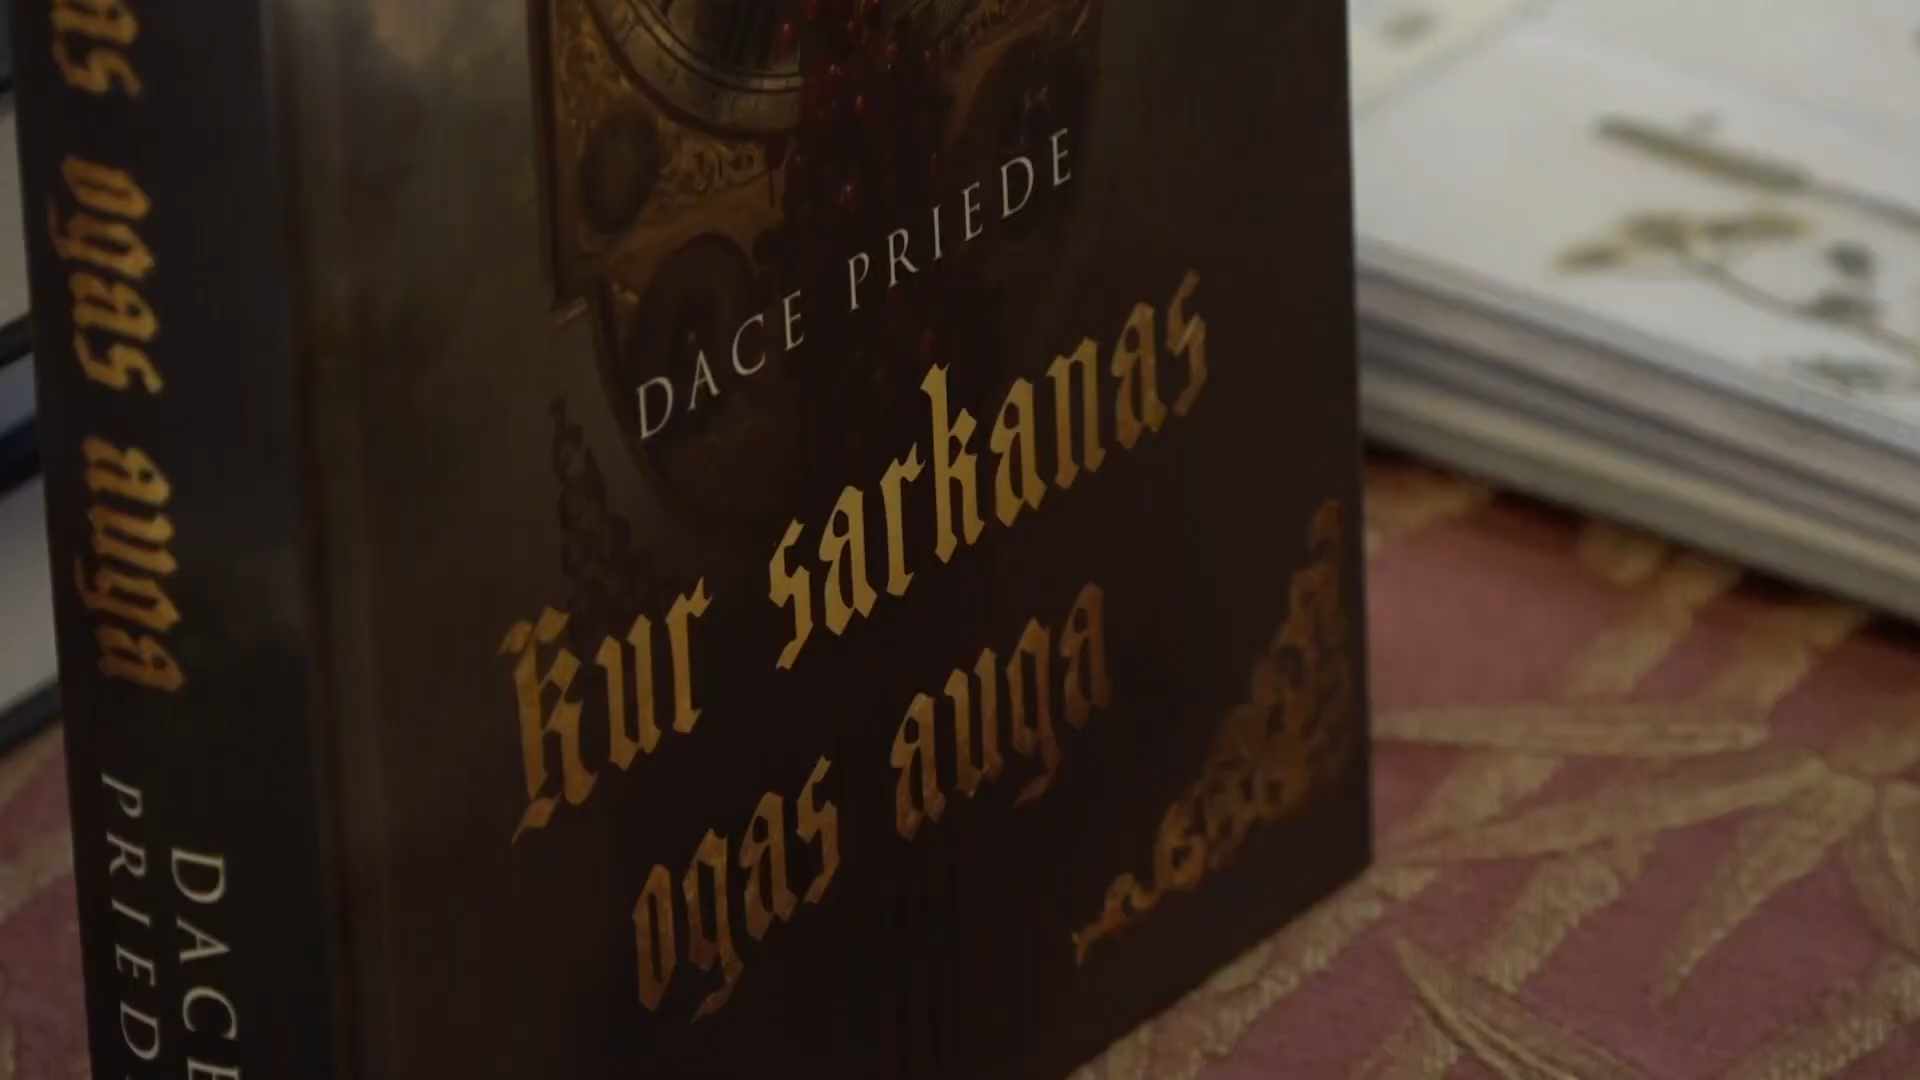 DACE PRIEDE
Kur sarkanas
ogas auga
ogas auga
DACE
PRIEDE